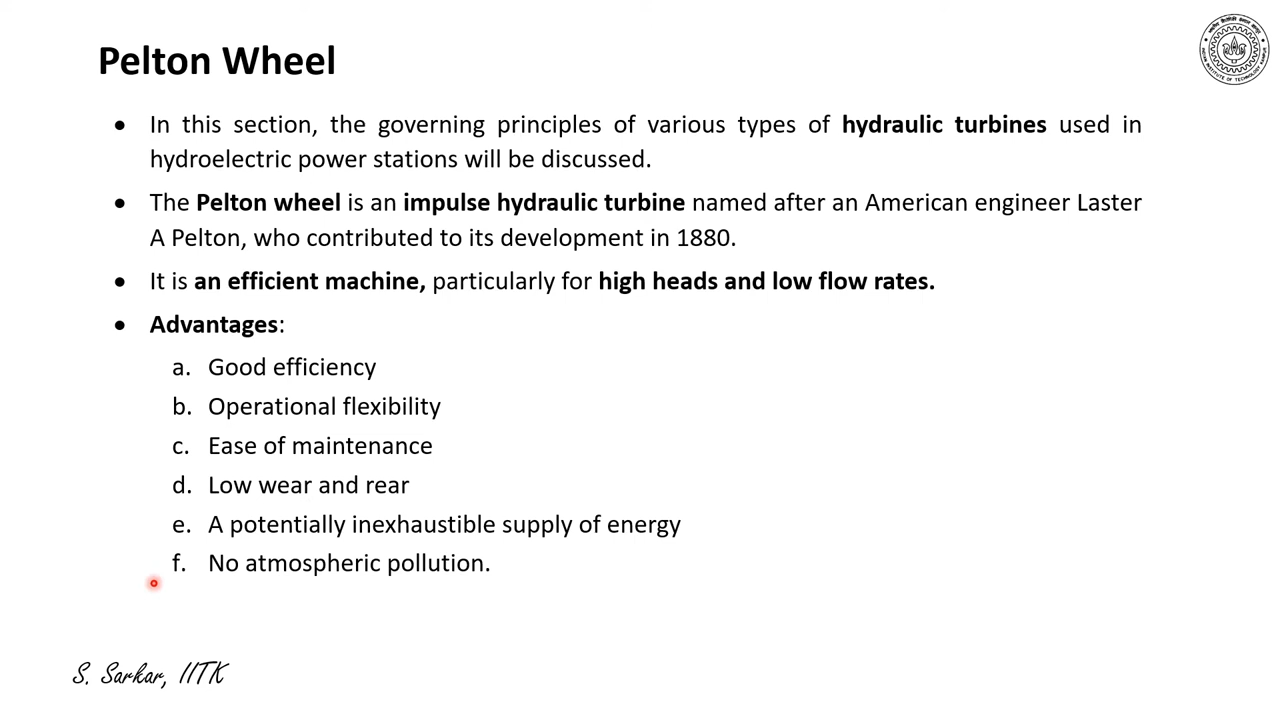 Pelton Wheel
• In this section, the governing principles of various types of hydraulic turbines used in
hydroelectric power stations will be discussed.
• The Pelton wheel is an impulse hydraulic turbine named after an American engineer Laster
A Pelton, who contributed to its development in 1880.
• It is an efficient machine, particularly for high heads and low flow rates.
• Advantages:
a. Good efficiency
b. Operational flexibility
c. Ease of maintenance
d. Low wear and rear
e. A potentially inexhaustible supply of energy
f. No atmospheric pollution.
S. Sarkar, IITK